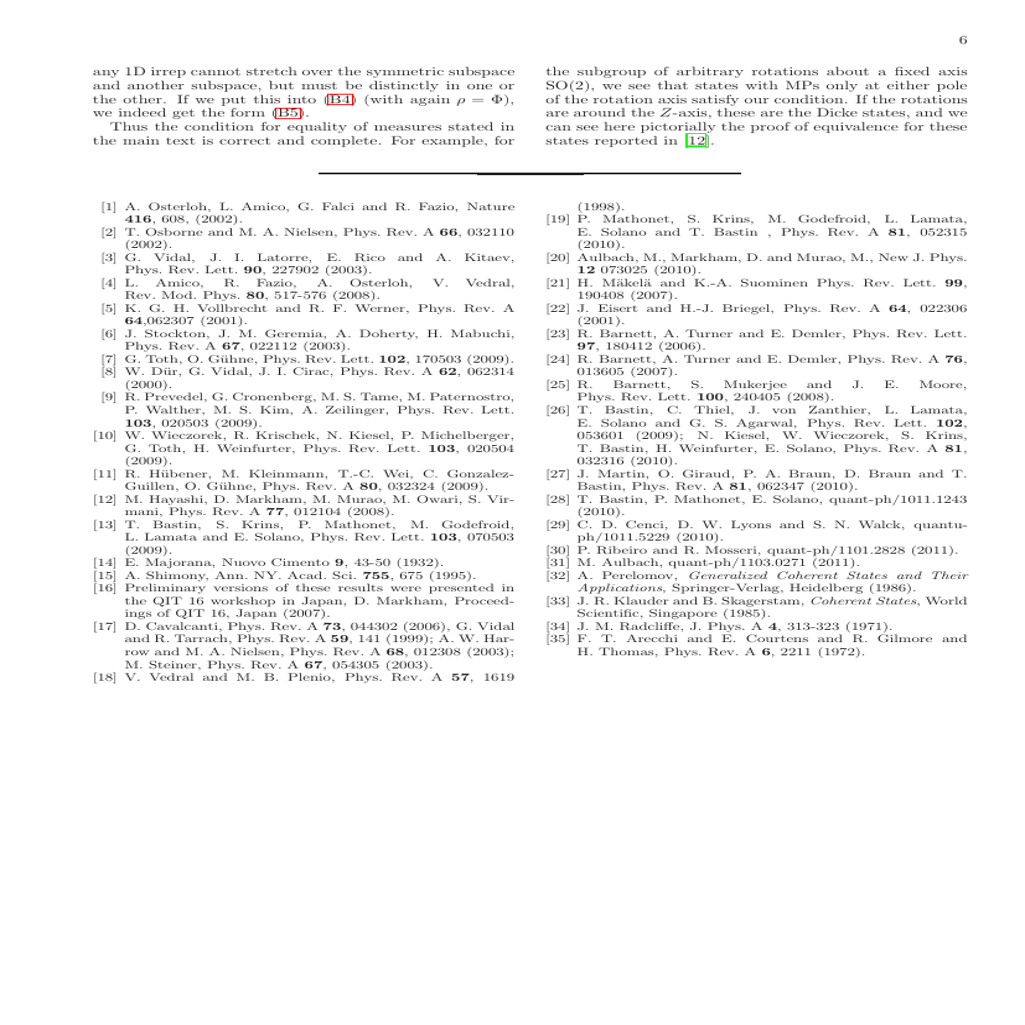 6
any 1D irrep cannot stretch over the symmetric subspace
and another subspace, but must be distinctly in one or
the other. If we put this into (B4) (with again ρ = Φ),
we indeed get the form (B5).
Thus the condition for equality of measures stated in
the main text is correct and complete. For example, for
the subgroup of arbitrary rotations about a fixed axis
SO(2), we see that states with MPs only at either pole
of the rotation axis satisfy our condition. If the rotations
are around the Z-axis, these are the Dicke states, and we
can see here pictorially the proof of equivalence for these
states reported in [12].
[1] A. Osterloh, L. Amico, G. Falci and R. Fazio, Nature
416, 608, (2002).
[2] T. Osborne and M. A. Nielsen, Phys. Rev. A 66, 032110
(2002).
[3] G. Vidal, J. I. Latorre, E. Rico and A. Kitaev,
Phys. Rev. Lett. 90, 227902 (2003).
[4] L. Amico, R. Fazio, A. Osterloh, V. Vedral,
Rev. Mod. Phys. 80, 517-576 (2008).
[5] K. G. H. Vollbrecht and R. F. Werner, Phys. Rev. A
64,062307 (2001).
[6] J. Stockton, J. M. Geremia, A. Doherty, H. Mabuchi,
Phys. Rev. A 67, 022112 (2003).
[7] G. Toth, O. Gühne, Phys. Rev. Lett. 102, 170503 (2009).
[8] W. Dür, G. Vidal, J. I. Cirac, Phys. Rev. A 62, 062314
(2000).
[9] R. Prevedel, G. Cronenberg, M. S. Tame, M. Paternostro,
P. Walther, M. S. Kim, A. Zeilinger, Phys. Rev. Lett.
103, 020503 (2009).
[10] W. Wieczorek, R. Krischek, N. Kiesel, P. Michelberger,
G. Toth, H. Weinfurter, Phys. Rev. Lett. 103, 020504
(2009).
[11] R. Hübener, M. Kleinmann, T.-C. Wei, C. Gonzalez-
Guillen, O. Gühne, Phys. Rev. A 80, 032324 (2009).
[12] M. Hayashi, D. Markham, M. Murao, M. Owari, S. Vir-
mani, Phys. Rev. A 77, 012104 (2008).
[13] T. Bastin, S. Krins, P. Mathonet, M. Godefroid,
L. Lamata and E. Solano, Phys. Rev. Lett. 103, 070503
(2009).
[14] E. Majorana, Nuovo Cimento 9, 43-50 (1932).
[15] A. Shimony, Ann. NY. Acad. Sci. 755, 675 (1995).
[16] Preliminary versions of these results were presented in
the QIT 16 workshop in Japan, D. Markham, Proceed-
ings of QIT 16, Japan (2007).
[17] D. Cavalcanti, Phys. Rev. A 73, 044302 (2006), G. Vidal
and R. Tarrach, Phys. Rev. A 59, 141 (1999); A. W. Har-
row and M. A. Nielsen, Phys. Rev. A 68, 012308 (2003);
M. Steiner, Phys. Rev. A 67, 054305 (2003).
[18] V. Vedral and M. B. Plenio, Phys. Rev. A 57, 1619
(1998).
[19] P. Mathonet, S. Krins, M. Godefroid, L. Lamata,
E. Solano and T. Bastin , Phys. Rev. A 81, 052315
(2010).
[20] Aulbach, M., Markham, D. and Murao, M., New J. Phys.
12 073025 (2010).
[21] H. Mäkelä and K.-A. Suominen Phys. Rev. Lett. 99,
190408 (2007).
[22] J. Eisert and H.-J. Briegel, Phys. Rev. A 64, 022306
(2001).
[23] R. Barnett, A. Turner and E. Demler, Phys. Rev. Lett.
97, 180412 (2006).
[24] R. Barnett, A. Turner and E. Demler, Phys. Rev. A 76,
013605 (2007).
[25] R. Barnett, S. Mukerjee and J. E. Moore,
Phys. Rev. Lett. 100, 240405 (2008).
[26] T. Bastin, C. Thiel, J. von Zanthier, L. Lamata,
E. Solano and G. S. Agarwal, Phys. Rev. Lett. 102,
053601 (2009); N. Kiesel, W. Wieczorek, S. Krins,
T. Bastin, H. Weinfurter, E. Solano, Phys. Rev. A 81,
032316 (2010).
[27] J. Martin, O. Giraud, P. A. Braun, D. Braun and T.
Bastin, Phys. Rev. A 81, 062347 (2010).
[28] T. Bastin, P. Mathonet, E. Solano, quant-ph/1011.1243
(2010).
[29] C. D. Cenci, D. W. Lyons and S. N. Walck, quantu-
ph/1011.5229 (2010).
[30] P. Ribeiro and R. Mosseri, quant-ph/1101.2828 (2011).
[31] M. Aulbach, quant-ph/1103.0271 (2011).
[32] A. Perelomov, Generalized Coherent States and Their
Applications, Springer-Verlag, Heidelberg (1986).
[33] J. R. Klauder and B. Skagerstam, Coherent States, World
Scientific, Singapore (1985).
[34] J. M. Radcliffe, J. Phys. A 4, 313-323 (1971).
[35] F. T. Arecchi and E. Courtens and R. Gilmore and
H. Thomas, Phys. Rev. A 6, 2211 (1972).